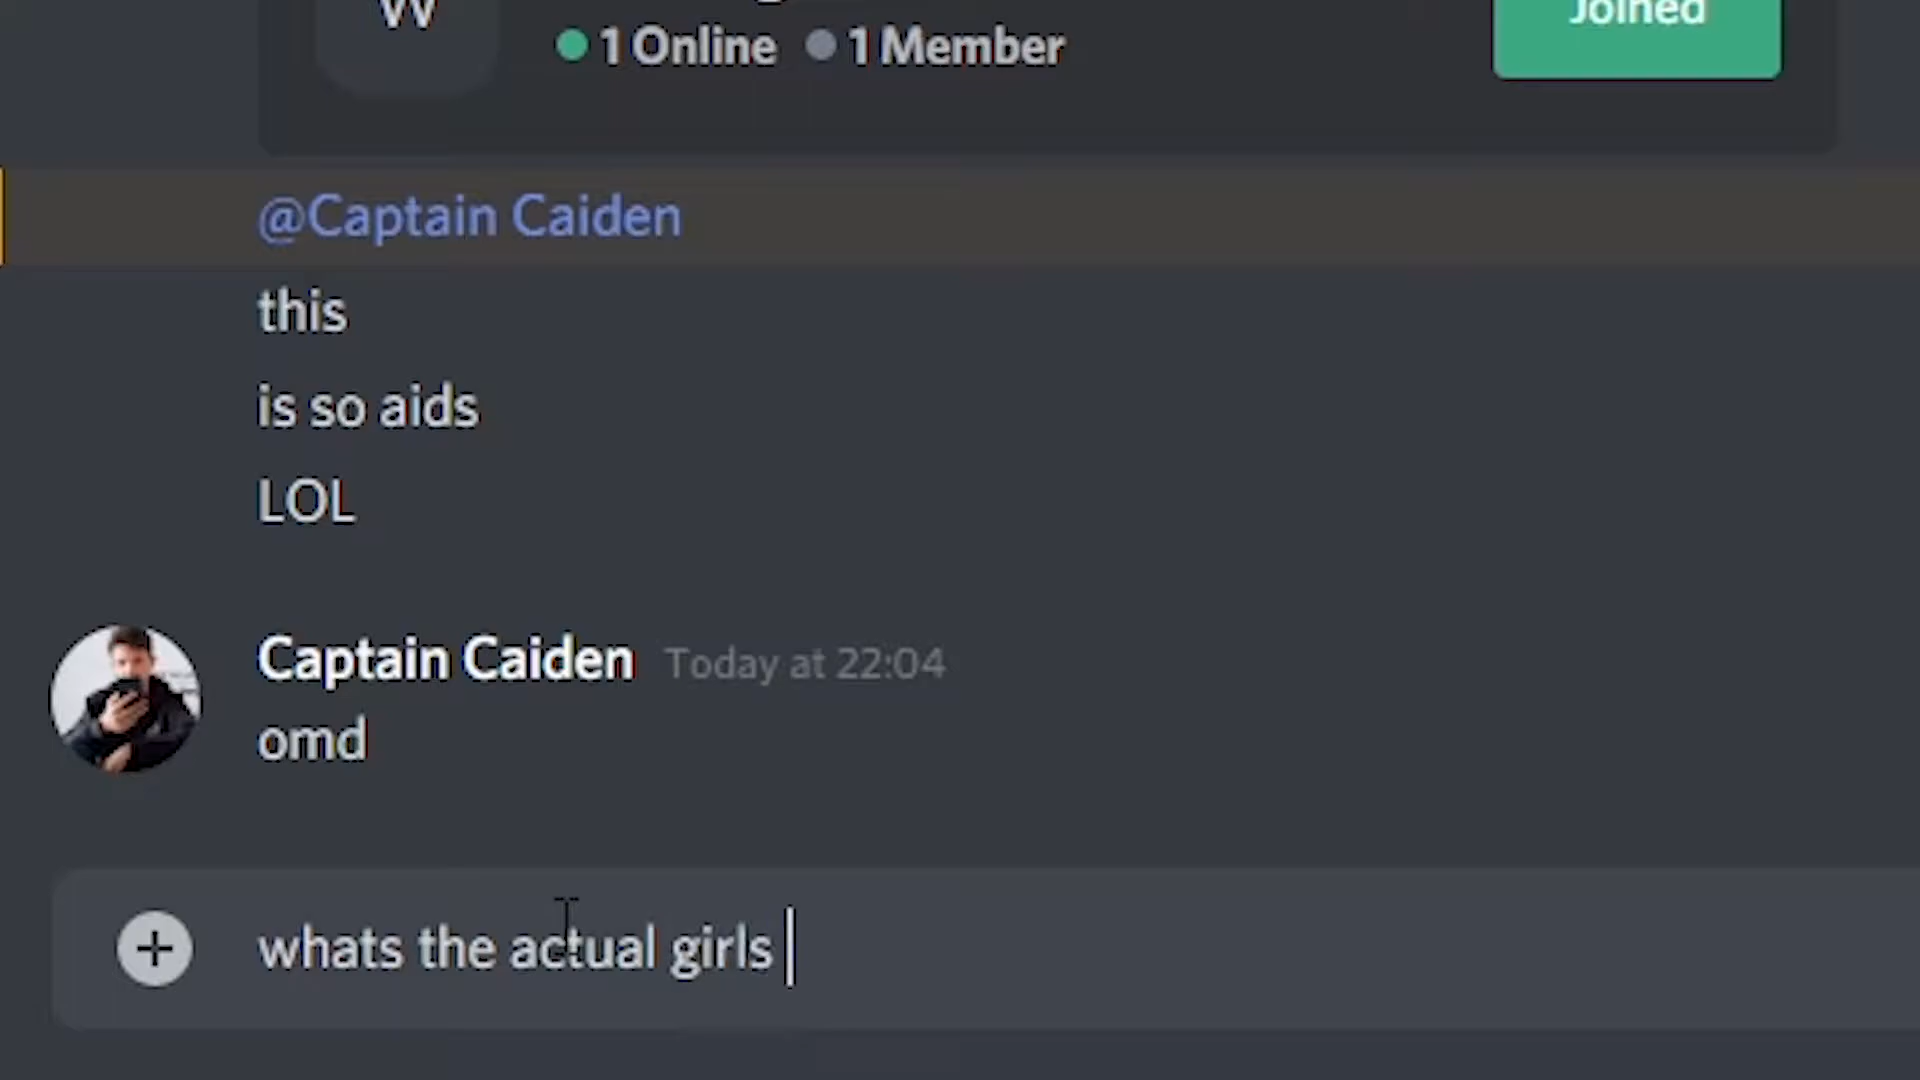 W
1 Online 1 Member
Joined
@Captain Caiden
this
is so aids
LOL
Captain Caiden Today at 22:04
omd
whats the actual girls